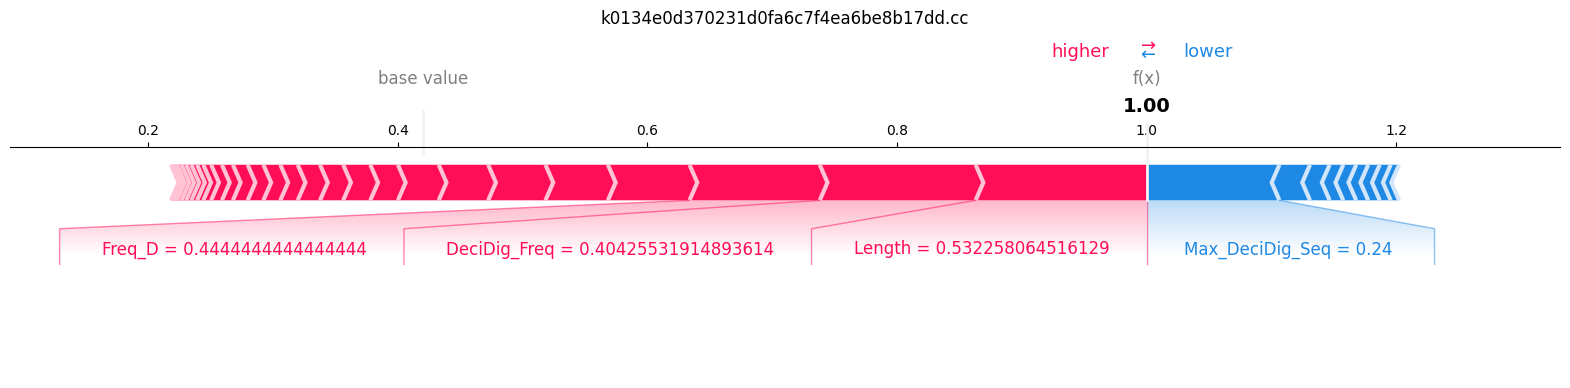 k0134e0d370231d0fa6c7f4ea6be8b17dd.cc
higher → ← lower
base value f(x)
1.00
0.2 0.4 0.6 0.8 1.0 1.2
Freq_D = 0.4444444444444444 DeciDig_Freq = 0.40425531914893614 Length = 0.532258064516129 Max_DeciDig_Seq = 0.24